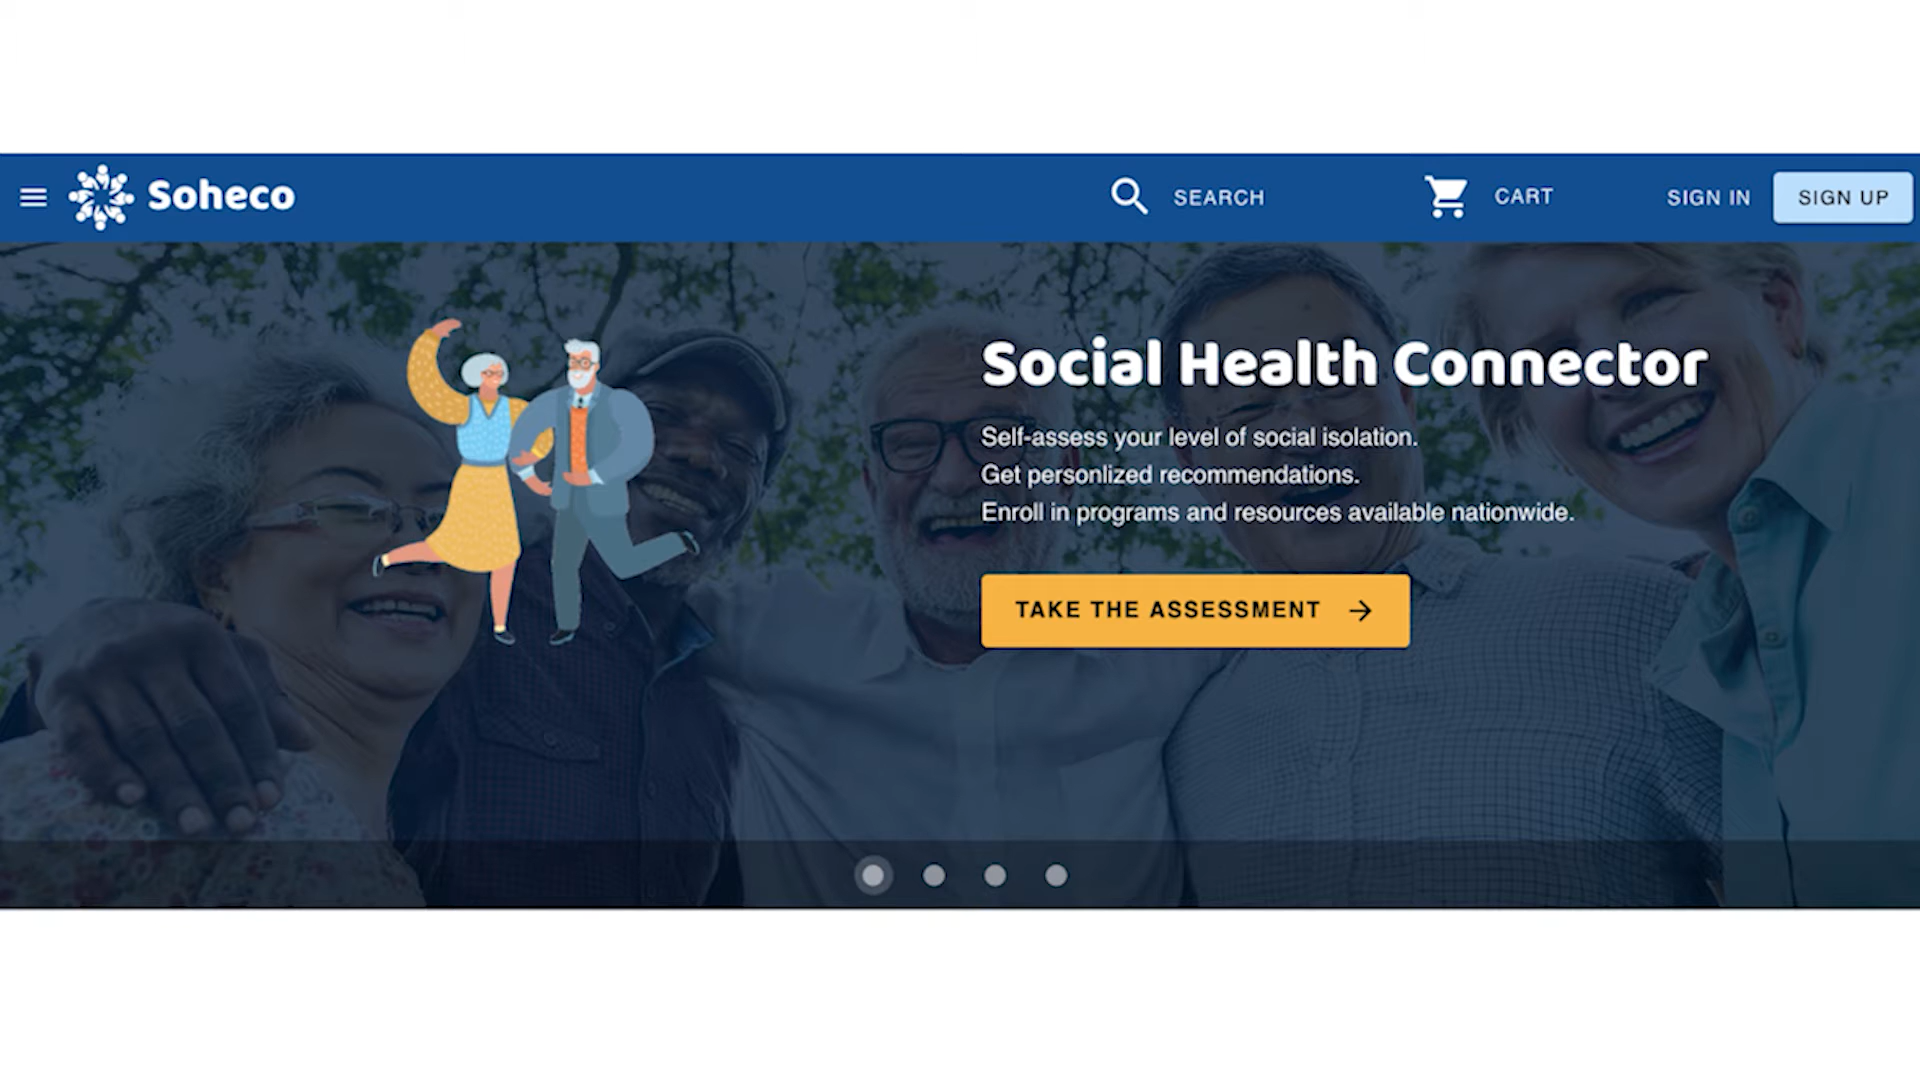 Soheco
SEARCH
CART
SIGN IN
SIGN UP
Social Health Connector
Self-assess your level of social isolation.
Get personlized recommendations.
Enroll in programs and resources available nationwide.
TAKE THE ASSESSMENT